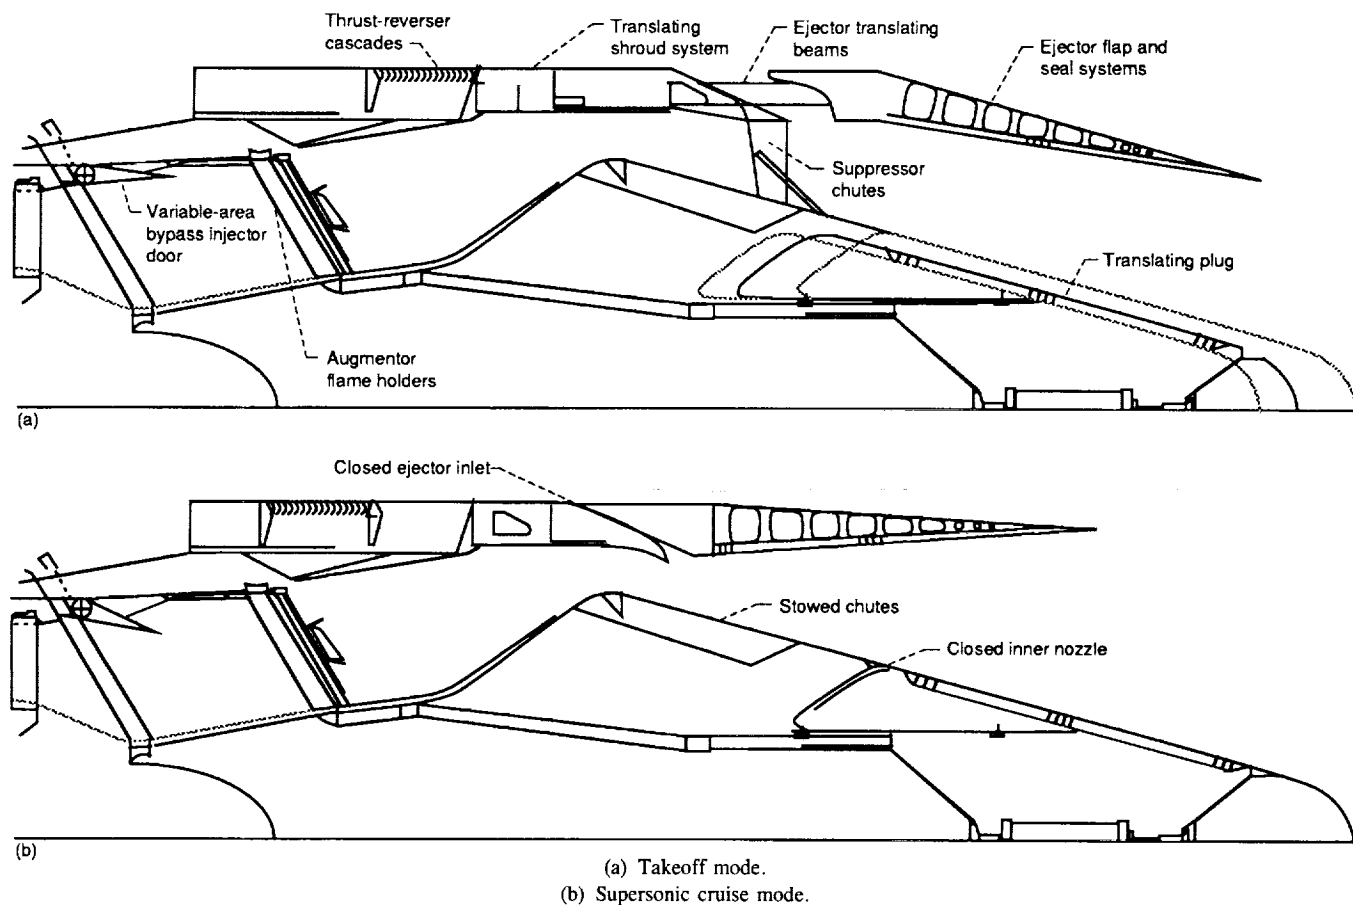 Thrust-reverser
cascades
Translating
shroud system
Ejector translating
beams
Ejector flap and
seal systems
Suppressor
chutes
Variable-area
bypass injector
door
Translating plug
Augmentor
flame holders
(a)
Closed ejector inlet
Stowed chutes
Closed inner nozzle
(b)
(a) Takeoff mode.
(b) Supersonic cruise mode.